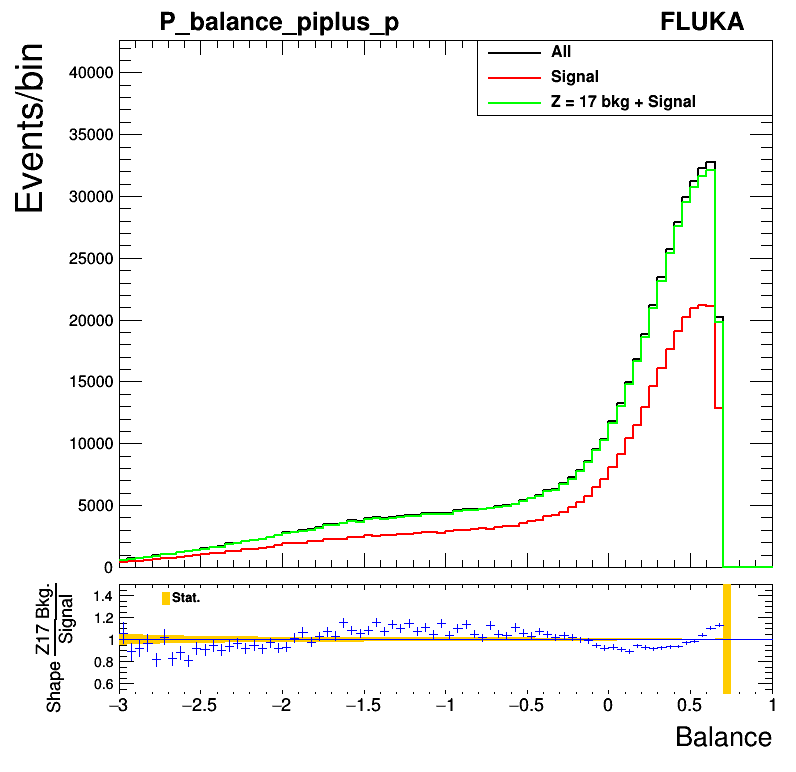 P_balance_piplus_p
FLUKA
Events/bin
All
Signal
Z = 17 bkg + Signal
40000
35000
30000
25000
20000
15000
10000
5000
0
Shape Z17 Bkg.
Signal
Stat.
1.4
1.2
1
0.8
0.6
−3 −2.5 −2 −1.5 −1 −0.5 0 0.5 1
Balance